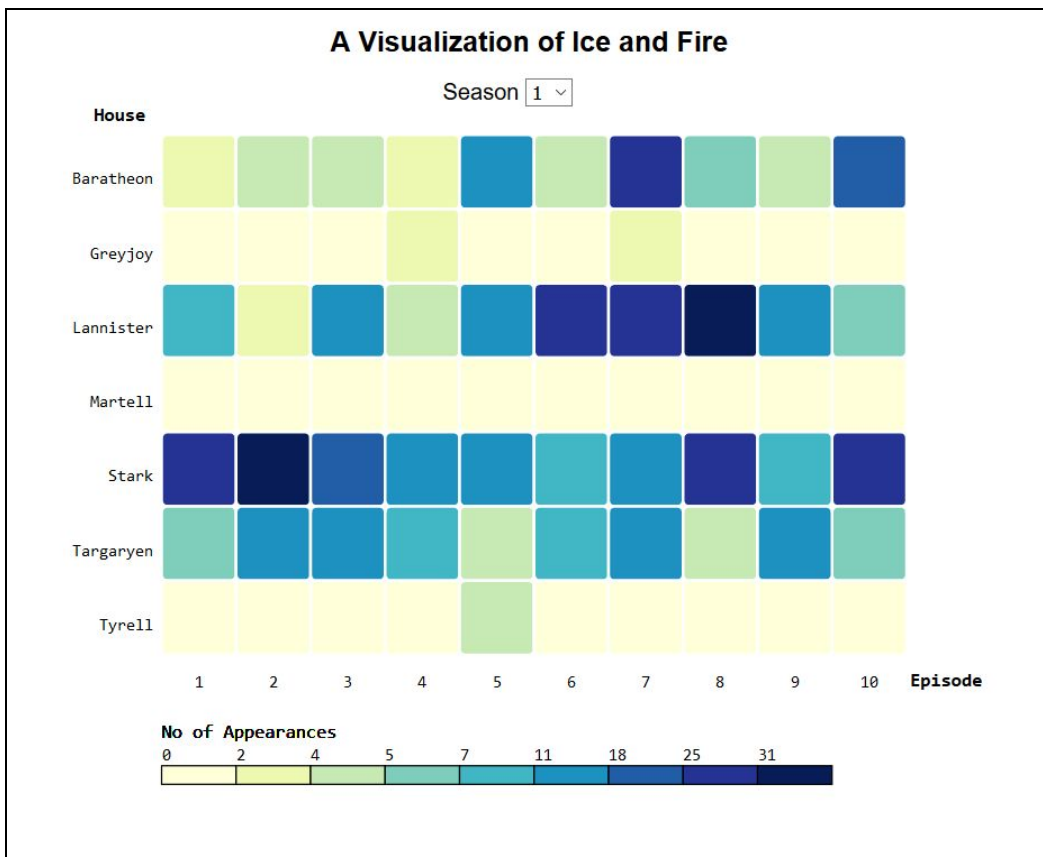 A Visualization of Ice and Fire
Season 1
House
Baratheon
Greyjoy
Lannister
Martell
Stark
Targaryen
Tyrell
1 2 3 4 5 6 7 8 9 10 Episode
No of Appearances
0 2 4 5 7 11 18 25 31